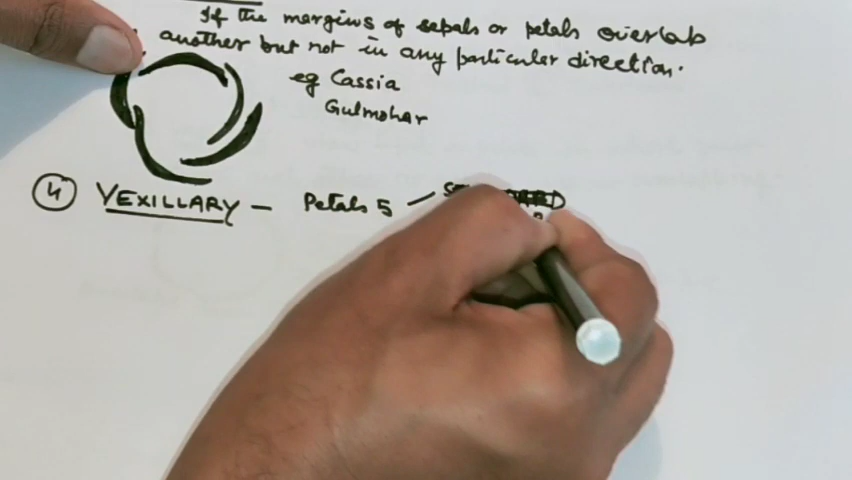 If the margins of sepals or petals overlap
another but not in any particular direction.
eg Cassia
Gulmohar
4 VEXILLARY - Petals 5